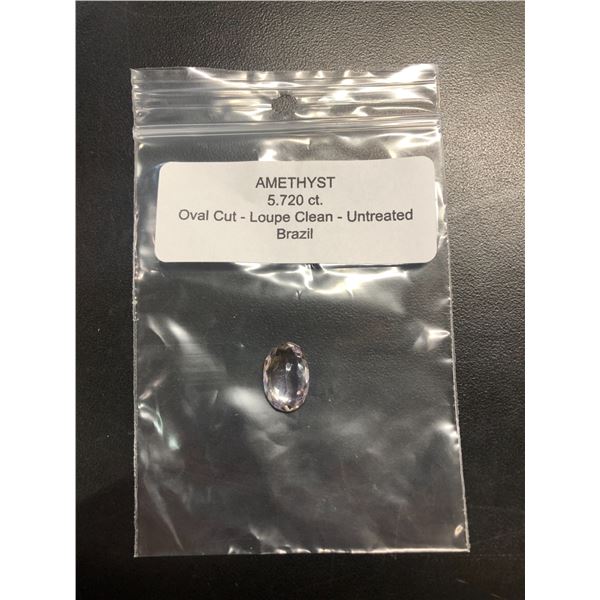 AMETHYST
5.720 ct.
Oval Cut - Loupe Clean - Untreated
Brazil